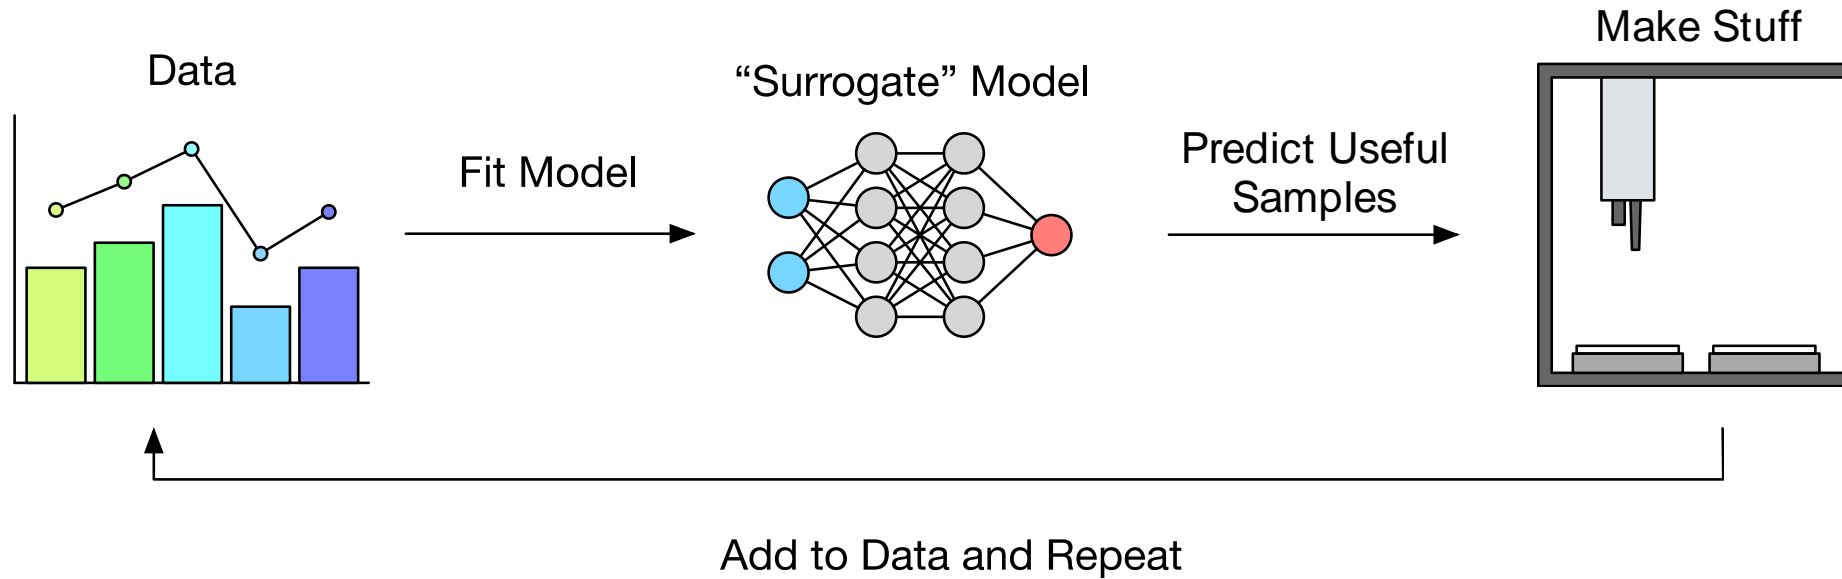 Data
Fit Model
“Surrogate” Model
Predict Useful
Samples
Make Stuff
Add to Data and Repeat